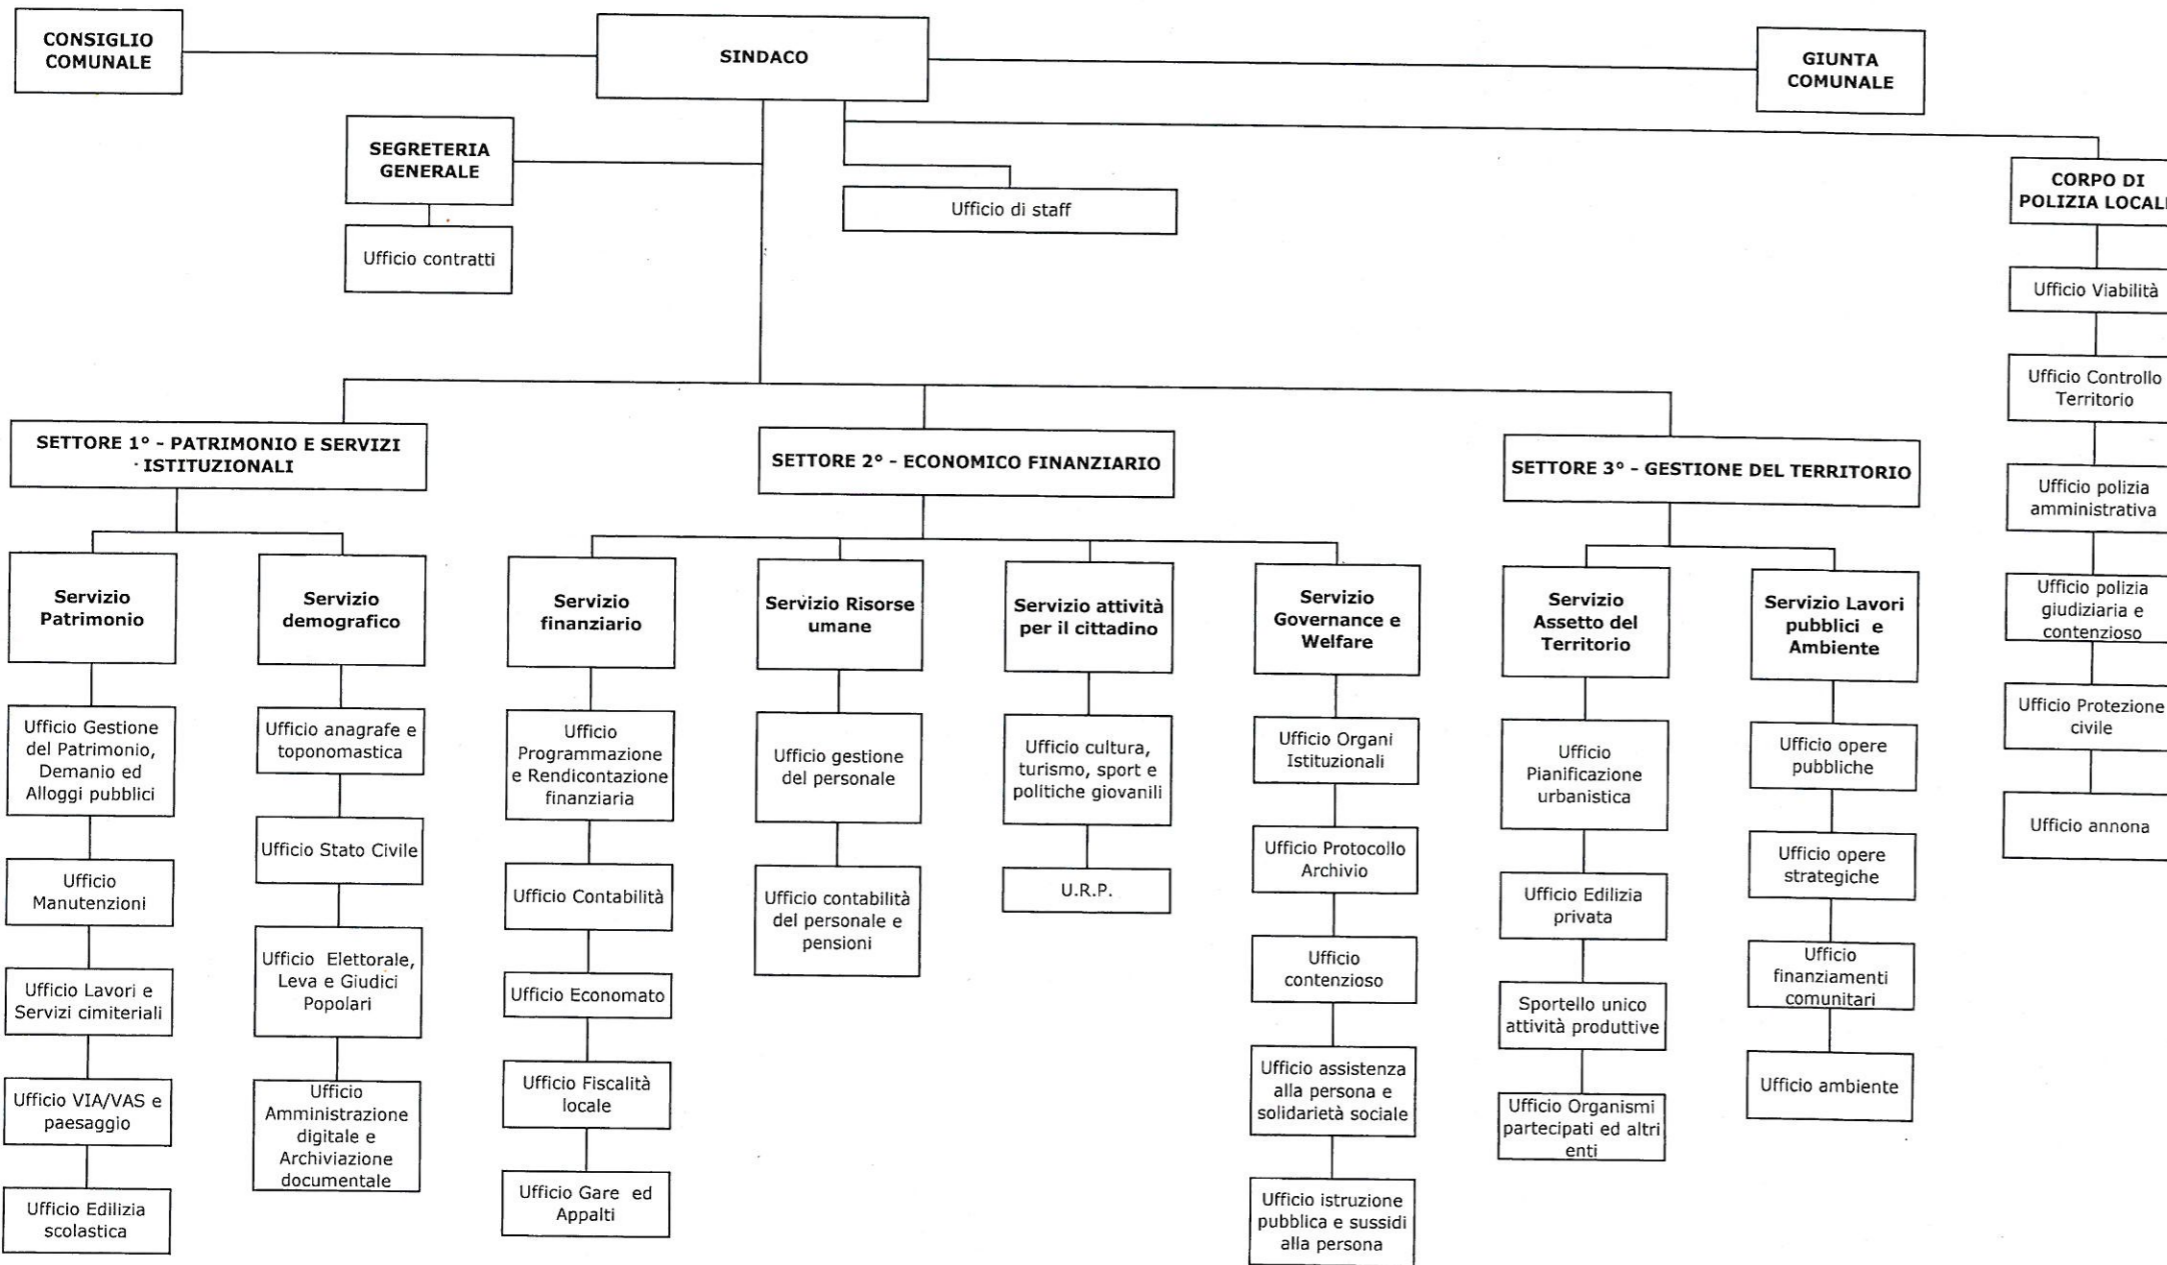 CONSIGLIO
COMUNALE
SINDACO
GIUNTA
COMUNALE
SEGRETERIA
GENERALE
Ufficio contratti
Ufficio di staff
CORPO DI
POLIZIA LOCALE
Ufficio Viabilità
Ufficio Controllo
Territorio
Ufficio polizia
amministrativa
Ufficio polizia
giudiziaria e
contenzioso
Ufficio Protezione
civile
Ufficio annona
SETTORE 1° - PATRIMONIO E SERVIZI
ISTITUZIONALI
Servizio
Patrimonio
Ufficio Gestione
del Patrimonio,
Demanio ed
Alloggi pubblici
Ufficio
Manutenzioni
Ufficio Lavori e
Servizi cimiteriali
Ufficio VIA/VAS e
paesaggio
Ufficio Edilizia
scolastica
Servizio
demografico
Ufficio anagrafe e
toponomastica
Ufficio Stato Civile
Ufficio Elettorale,
Leva e Giudici
Popolari
Ufficio
Amministrazione
digitale e
Archiviazione
documentale
SETTORE 2° - ECONOMICO FINANZIARIO
Servizio
finanziario
Ufficio
Programmazione
e Rendicontazione
finanziaria
Ufficio Contabilità
Ufficio Economato
Ufficio Fiscalità
locale
Ufficio Gare ed
Appalti
Servizio Risorse
umane
Ufficio gestione
del personale
Ufficio contabilità
del personale e
pensioni
Servizio attività
per il cittadino
Ufficio cultura,
turismo, sport e
politiche giovanili
U.R.P.
Servizio
Governance e
Welfare
Ufficio Organi
Istituzionali
Ufficio Protocollo
Archivio
Ufficio
contenzioso
Ufficio assistenza
alla persona e
solidarietà sociale
Ufficio istruzione
pubblica e sussidi
alla persona
SETTORE 3° - GESTIONE DEL TERRITORIO
Servizio
Assetto del
Territorio
Ufficio
Pianificazione
urbanistica
Ufficio Edilizia
privata
Sportello unico
attività produttive
Ufficio Organismi
partecipati ed altri
enti
Servizio Lavori
pubblici e
Ambiente
Ufficio opere
pubbliche
Ufficio opere
strategiche
Ufficio
finanziamenti
comunitari
Ufficio ambiente